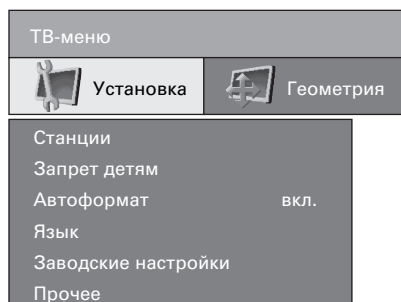 ТВ-меню
Установка Геометрия
Станции
Запрет детям
Автоформат вкл.
Язык
Заводские настройки
Прочее